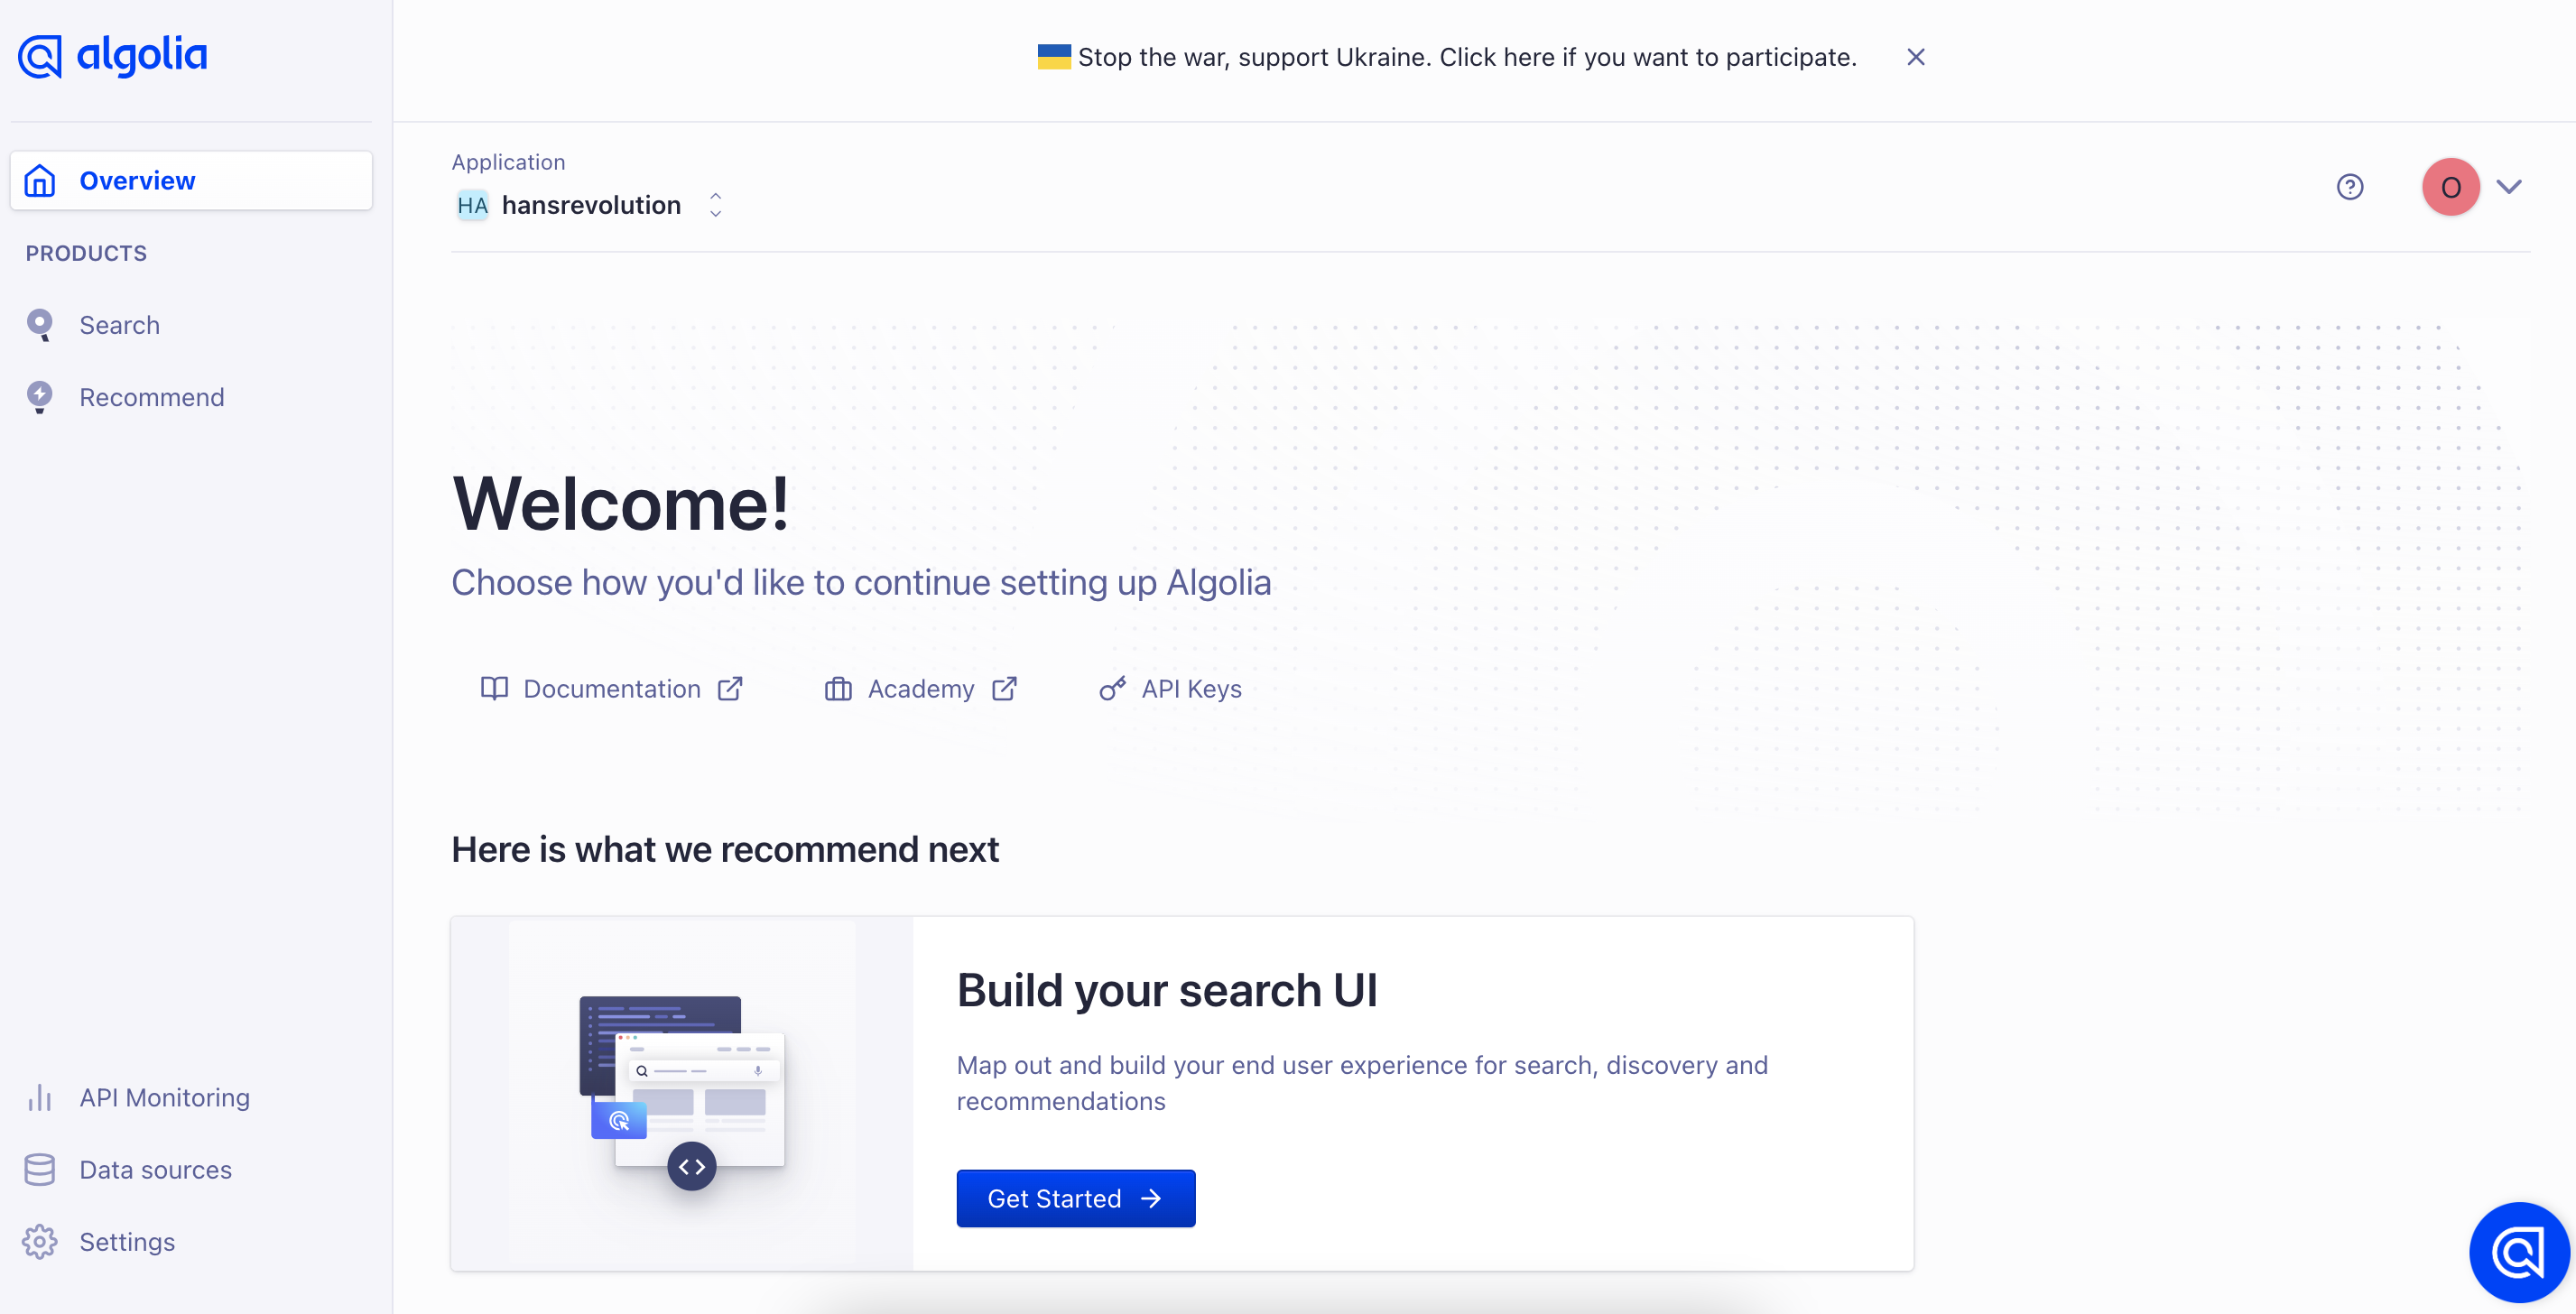 algolia
Stop the war, support Ukraine. Click here if you want to participate.
Overview
PRODUCTS
Search
Recommend
API Monitoring
Data sources
Settings
Application
HA hansrevolution
O
Welcome!
Choose how you'd like to continue setting up Algolia
Documentation Academy API Keys
Here is what we recommend next
Build your search UI
Map out and build your end user experience for search, discovery and
recommendations
Get Started